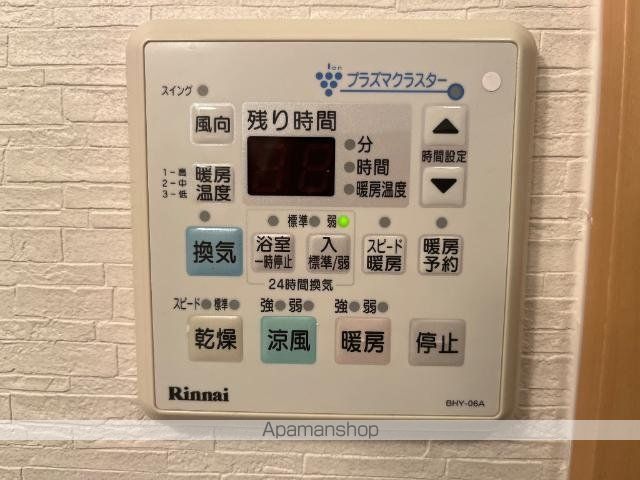 Ion
プラズマクラスター
スイング
風向
残り時間
分
時間
暖房温度
時間設定
1－高
2－中
3－低
暖房
温度
標準 弱
換気
浴室
一時停止
入
標準/弱
スピード
暖房
暖房
予約
24時間換気
スピード 標準
強 弱
強 弱
乾燥
涼風
暖房
停止
Rinnai
BHY-06A
Apamanshop